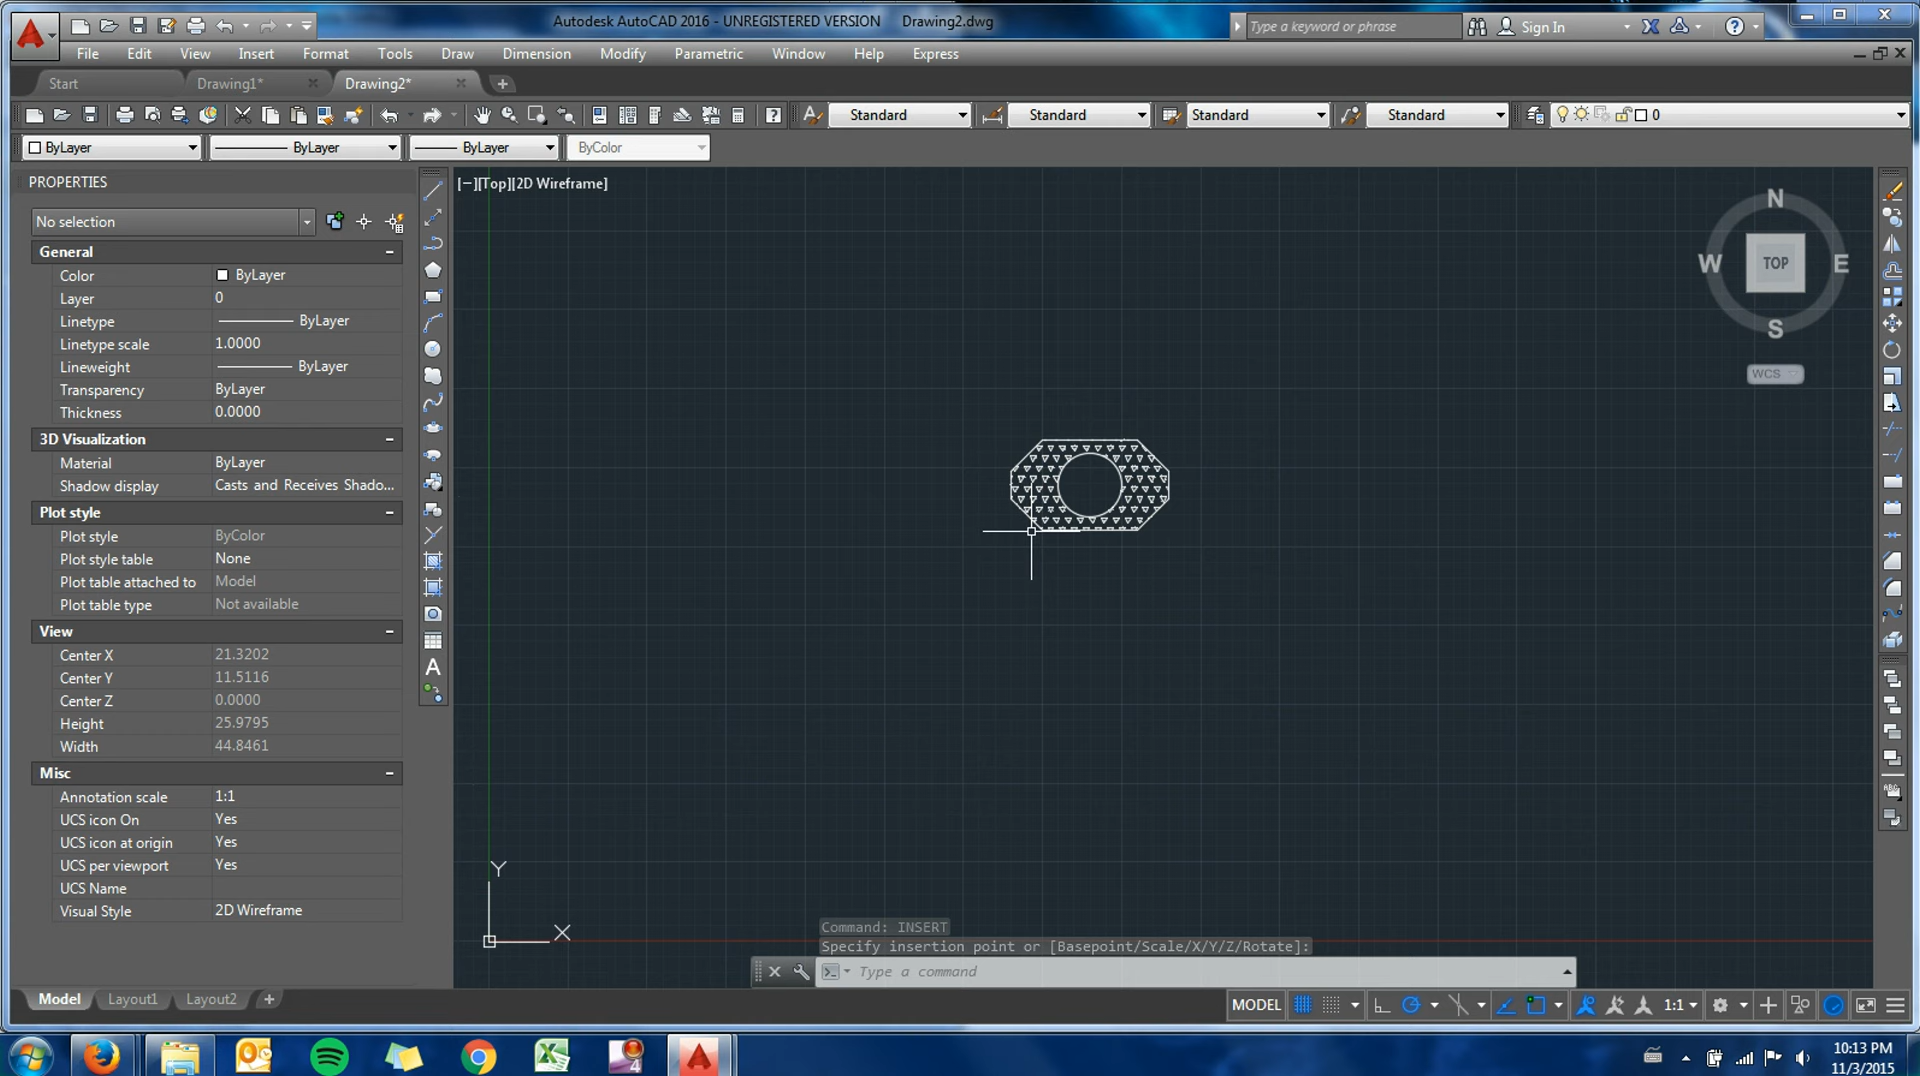 Autodesk AutoCAD 2016 - UNREGISTERED VERSION Drawing2.dwg
Type a keyword or phrase
Sign In
File Edit View Insert Format Tools Draw Dimension Modify Parametric Window Help Express
Start Drawing1* Drawing2*
Standard Standard Standard Standard 0
ByLayer ByLayer ByLayer ByColor
PROPERTIES
No selection
General
Color ByLayer
Layer 0
Linetype ByLayer
Linetype scale 1.0000
Lineweight ByLayer
Transparency ByLayer
Thickness 0.0000
3D Visualization
Material ByLayer
Shadow display Casts and Receives Shado...
Plot style
Plot style ByColor
Plot style table None
Plot table attached to Model
Plot table type Not available
View
Center X 21.3202
Center Y 11.5116
Center Z 0.0000
Height 25.9795
Width 44.8461
Misc
Annotation scale 1:1
UCS icon On Yes
UCS icon at origin Yes
UCS per viewport Yes
UCS Name
Visual Style 2D Wireframe
A
[−][Top][2D Wireframe]
N
W TOP E
S
WCS
ABC
Y
X
Command: INSERT
Specify insertion point or [Basepoint/Scale/X/Y/Z/Rotate]:
Type a command
Model Layout1 Layout2 +
MODEL 1:1
4
10:13 PM
11/3/2015